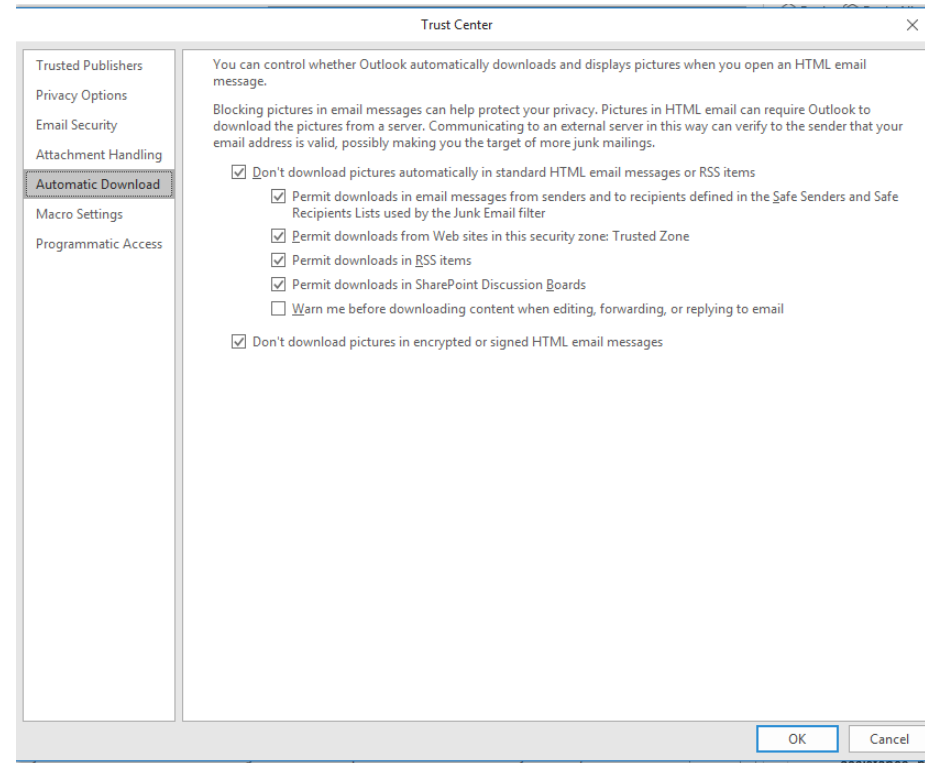 Trust Center
Trusted Publishers
Privacy Options
Email Security
Attachment Handling
Automatic Download
Macro Settings
Programmatic Access
You can control whether Outlook automatically downloads and displays pictures when you open an HTML email
message.
Blocking pictures in email messages can help protect your privacy. Pictures in HTML email can require Outlook to
download the pictures from a server. Communicating to an external server in this way can verify to the sender that your
email address is valid, possibly making you the target of more junk mailings.
Don't download pictures automatically in standard HTML email messages or RSS items
Permit downloads in email messages from senders and to recipients defined in the Safe Senders and Safe
Recipients Lists used by the Junk Email filter
Permit downloads from Web sites in this security zone: Trusted Zone
Permit downloads in RSS items
Permit downloads in SharePoint Discussion Boards
Warn me before downloading content when editing, forwarding, or replying to email
Don't download pictures in encrypted or signed HTML email messages
OK
Cancel